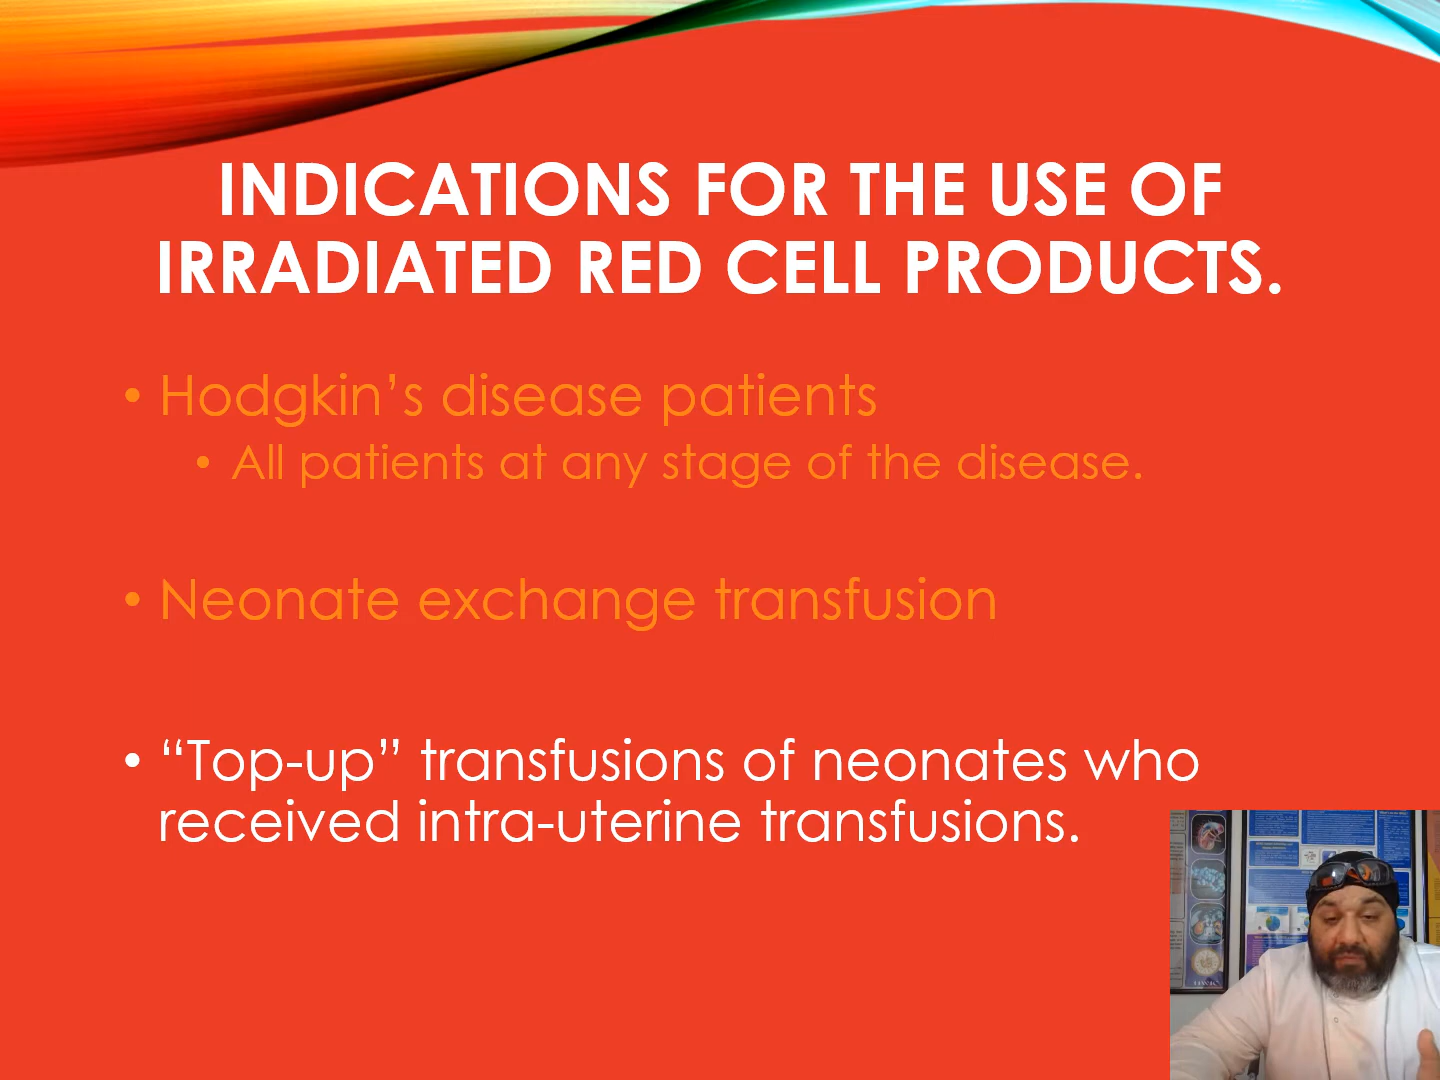 INDICATIONS FOR THE USE OF
IRRADIATED RED CELL PRODUCTS.
• Hodgkin’s disease patients
• All patients at any stage of the disease.
• Neonate exchange transfusion
• “Top-up” transfusions of neonates who
received intra-uterine transfusions.